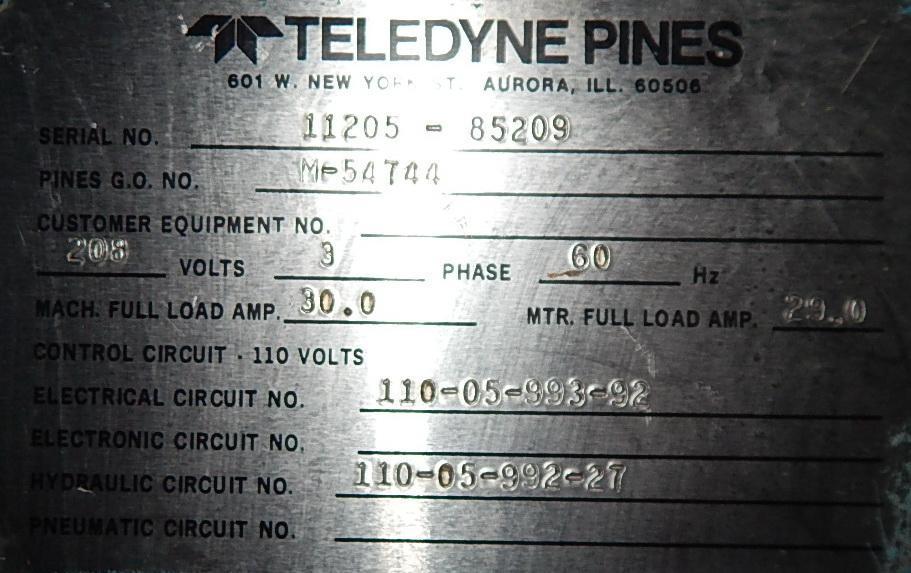 TELEDYNE PINES
601 W. NEW YORK ST. AURORA, ILL. 60506
SERIAL NO. 11205 - 85209
PINES G.O. NO.
CUSTOMER EQUIPMENT NO.
208 VOLTS 3 PHASE 60 Hz
MACH. FULL LOAD AMP. 30.0 MTR. FULL LOAD AMP. 29.0
CONTROL CIRCUIT - 110 VOLTS
ELECTRICAL CIRCUIT NO. 110-05-993-92
ELECTRONIC CIRCUIT NO.
HYDRAULIC CIRCUIT NO. 110-05-992-27
PNEUMATIC CIRCUIT NO.